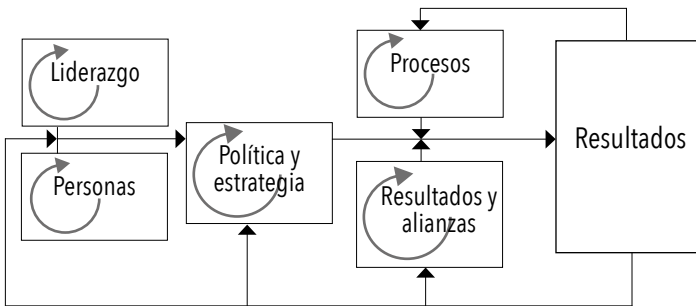 Liderazgo
Personas
Política y
estrategia
Procesos
Resultados y
alianzas
Resultados